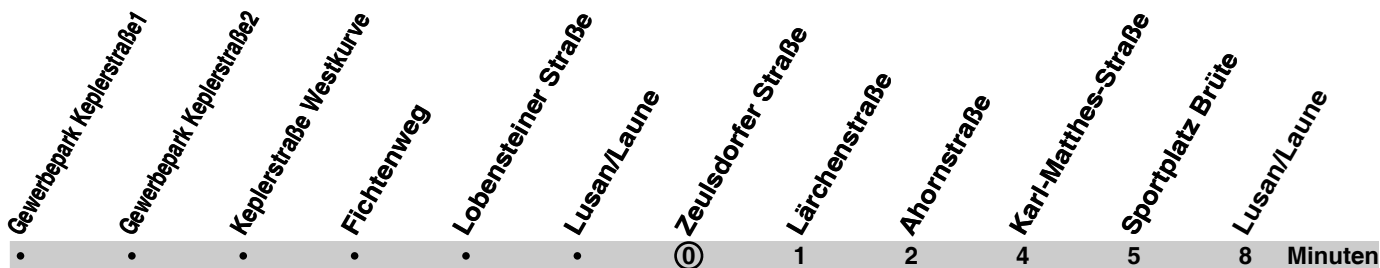 Gewerbepark Keplerstraße1
Gewerbepark Keplerstraße2
Keplerstraße Westkurve
Fichtenweg
Lobensteiner Straße
Lusan/Laune
Zeulsdorfer Straße
Lärchenstraße
Ahornstraße
Karl-Matthes-Straße
Sportplatz Brüte
Lusan/Laune
• • • • • • 0 1 2 4 5 8 Minuten